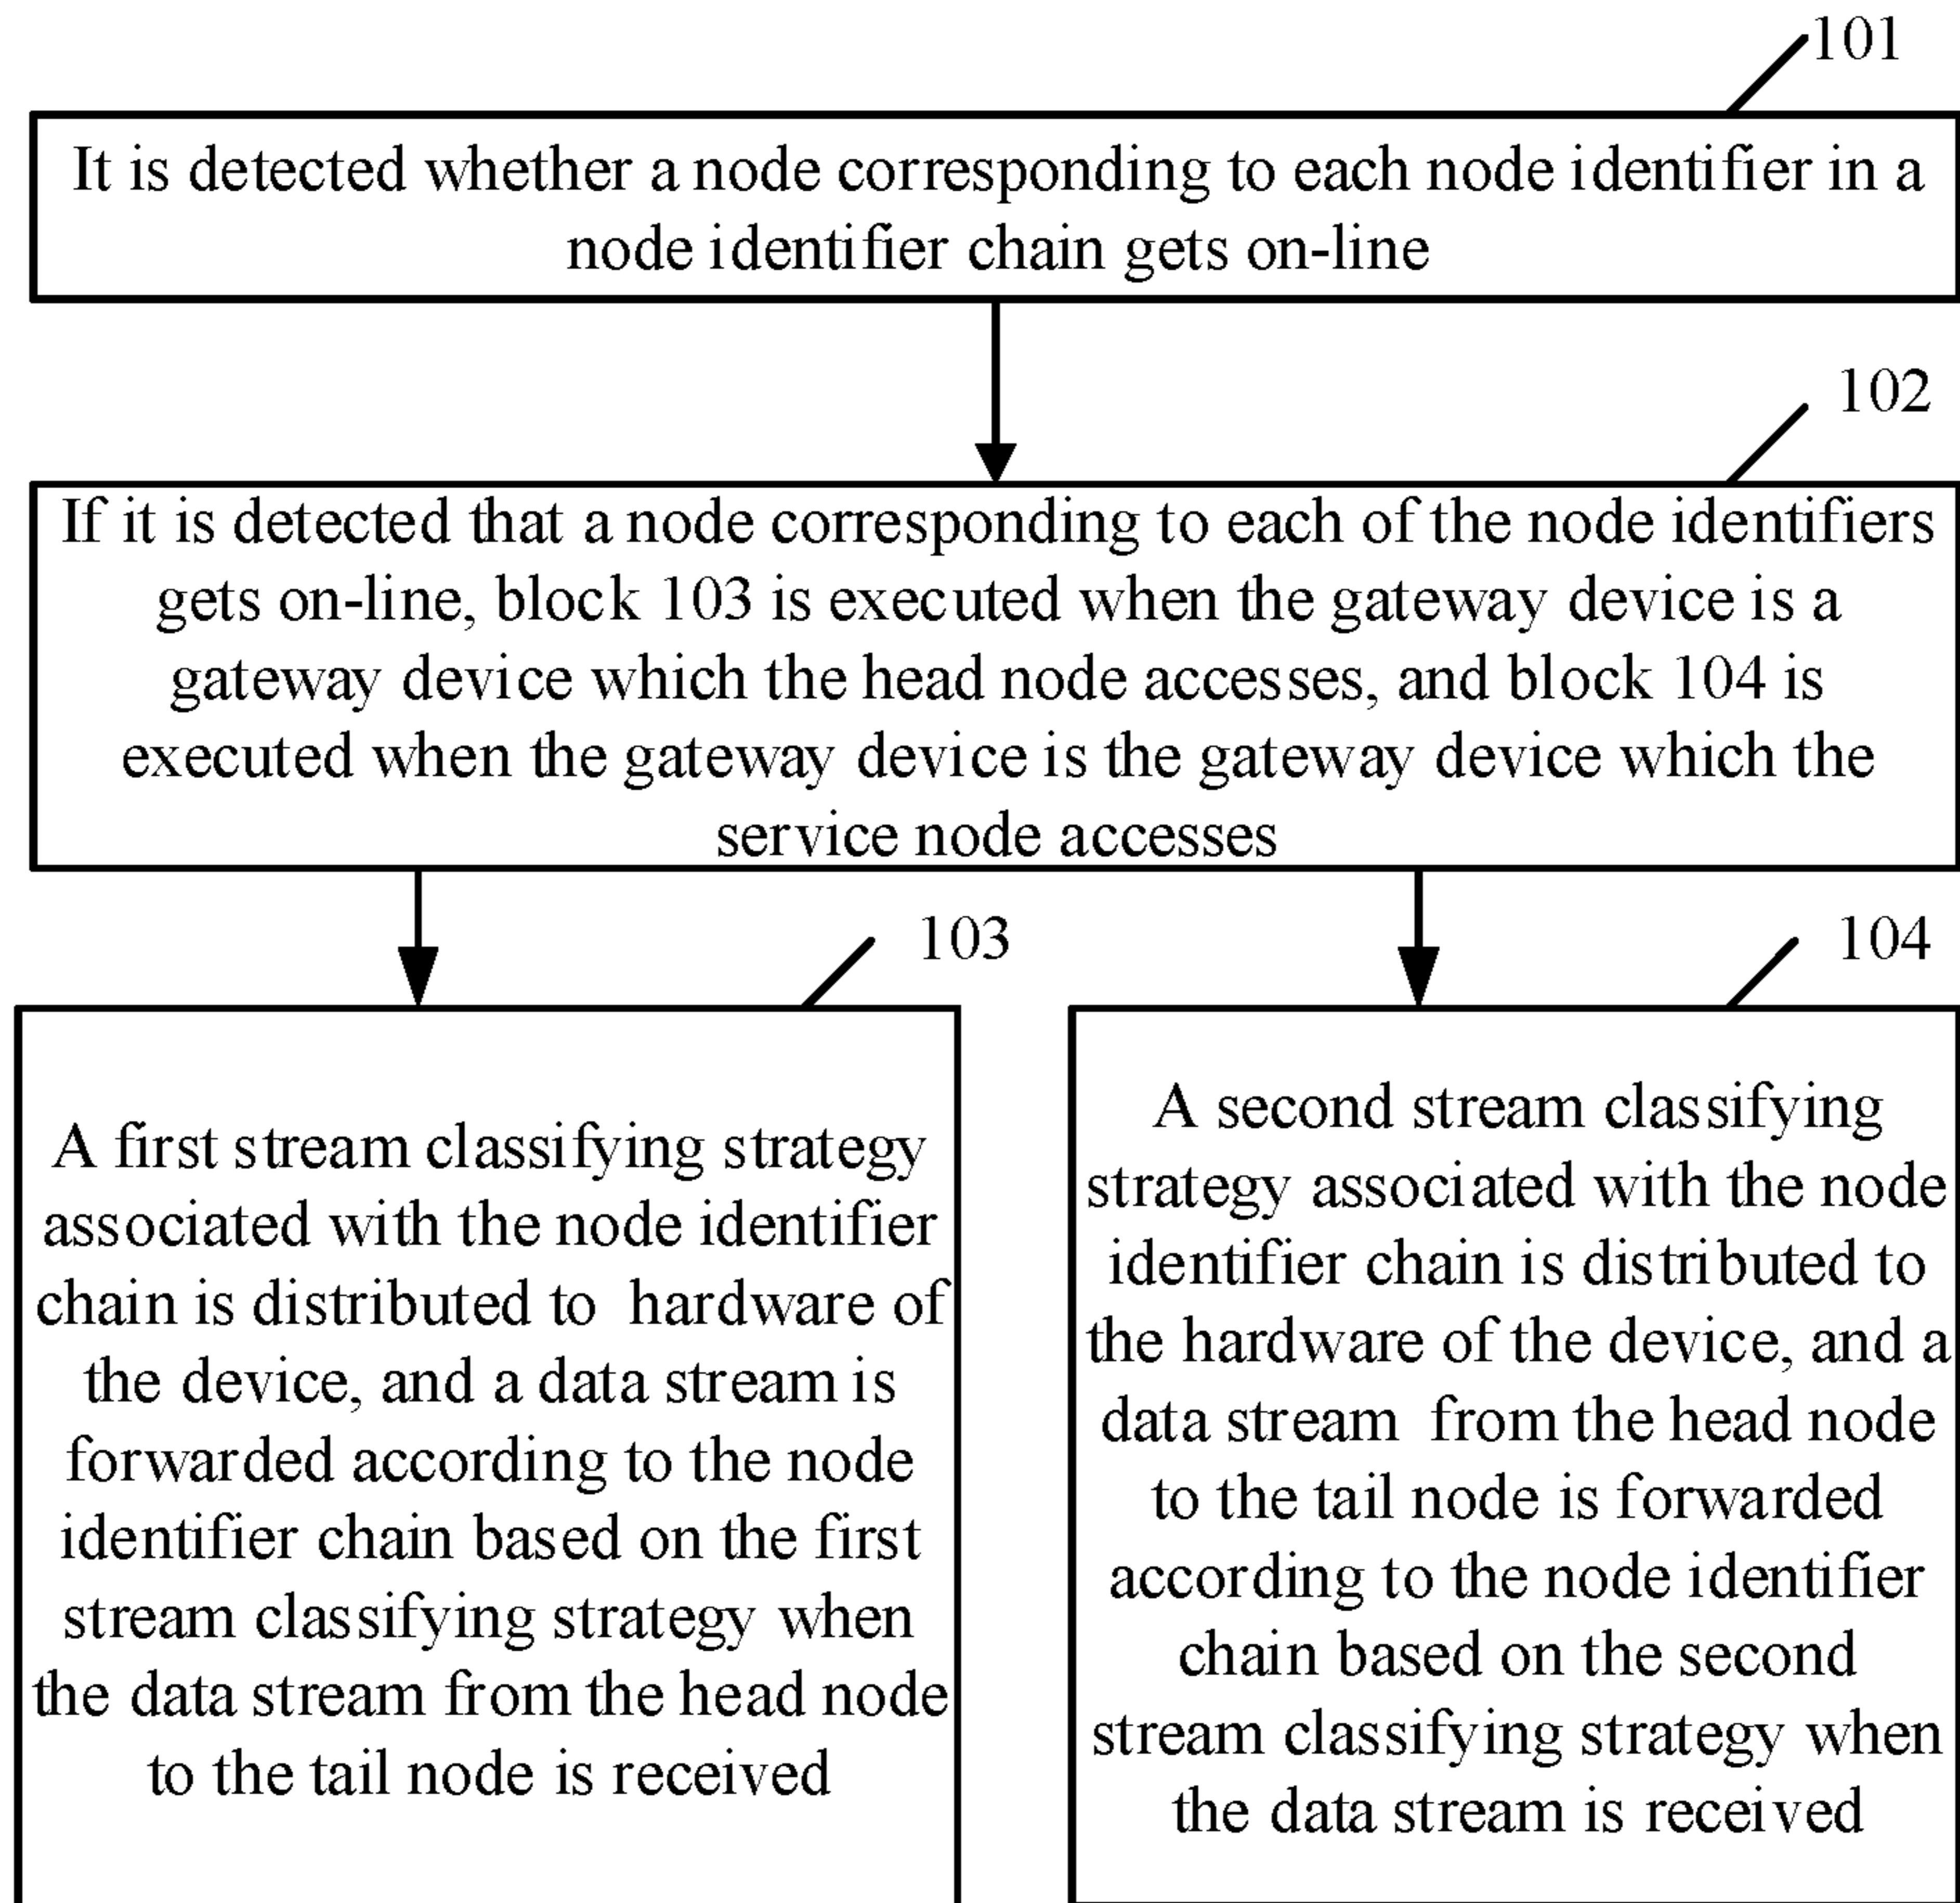 101
It is detected whether a node corresponding to each node identifier in a
node identifier chain gets on-line
102
If it is detected that a node corresponding to each of the node identifiers
gets on-line, block 103 is executed when the gateway device is a
gateway device which the head node accesses, and block 104 is
executed when the gateway device is the gateway device which the
service node accesses
103
A first stream classifying strategy
associated with the node identifier
chain is distributed to hardware of
the device, and a data stream is
forwarded according to the node
identifier chain based on the first
stream classifying strategy when
the data stream from the head node
to the tail node is received
104
A second stream classifying
strategy associated with the node
identifier chain is distributed to
the hardware of the device, and a
data stream from the head node
to the tail node is forwarded
according to the node identifier
chain based on the second
stream classifying strategy when
the data stream is received